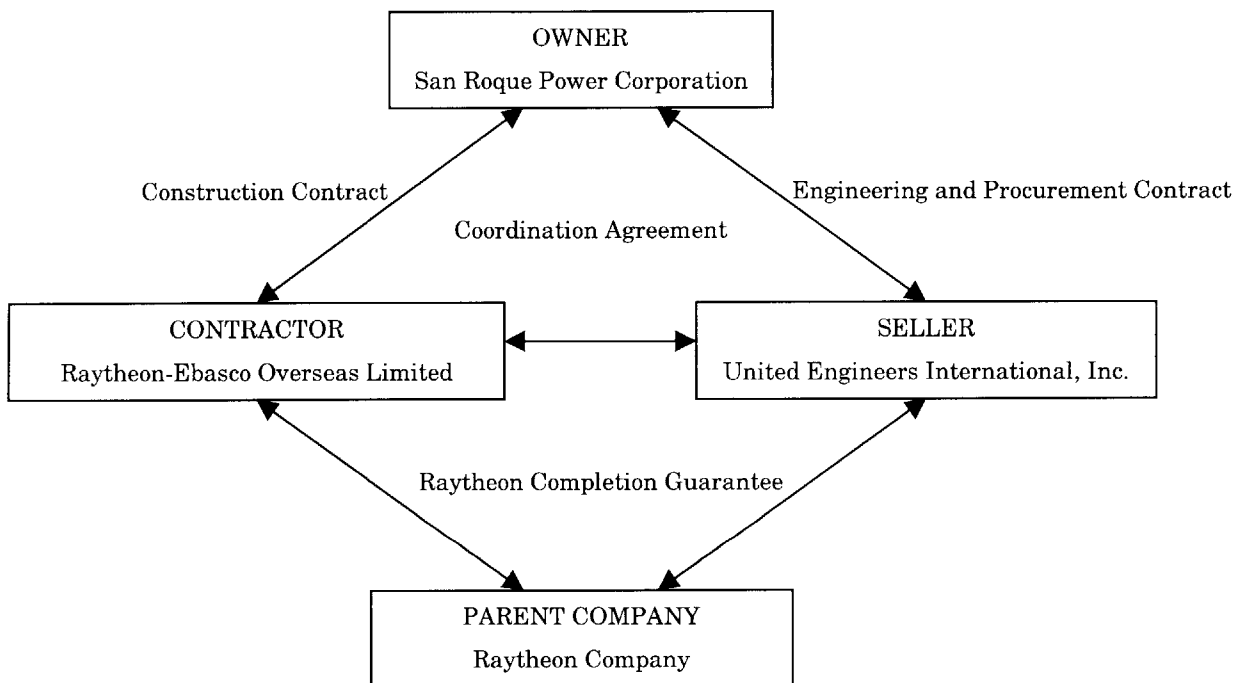 OWNER
San Roque Power Corporation
Construction Contract
Engineering and Procurement Contract
Coordination Agreement
CONTRACTOR
Raytheon-Ebasco Overseas Limited
SELLER
United Engineers International, Inc.
Raytheon Completion Guarantee
PARENT COMPANY
Raytheon Company